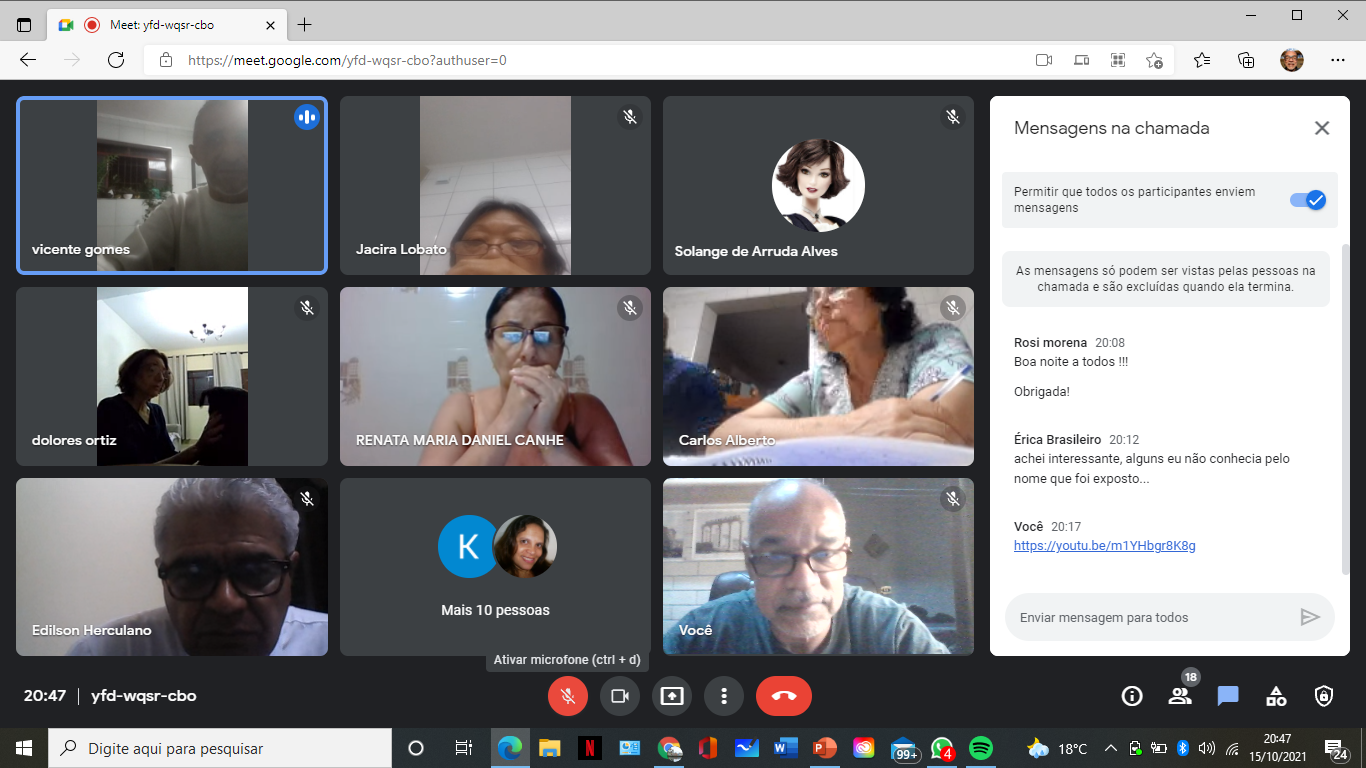 Meet: yfd-wqsr-cbo
https://meet.google.com/yfd-wqsr-cbo?authuser=0
vicente gomes
Jacira Lobato
Solange de Arruda Alves
dolores ortiz
RENATA MARIA DANIEL CANHE
Carlos Alberto
Edilson Herculano
K
Mais 10 pessoas
Você
Ativar microfone (ctrl + d)
Mensagens na chamada
Permitir que todos os participantes enviem
mensagens
As mensagens só podem ser vistas pelas pessoas na
chamada e são excluídas quando ela termina.
Rosi morena 20:08
Boa noite a todos !!!
Obrigada!
Érica Brasileiro 20:12
achei interessante, alguns eu não conhecia pelo
nome que foi exposto...
Você 20:17
https://youtu.be/m1YHbgr8K8g
Enviar mensagem para todos
20:47 | yfd-wqsr-cbo
18
Digite aqui para pesquisar
N
W
P
99+
4
18°C
20:47
15/10/2021
24